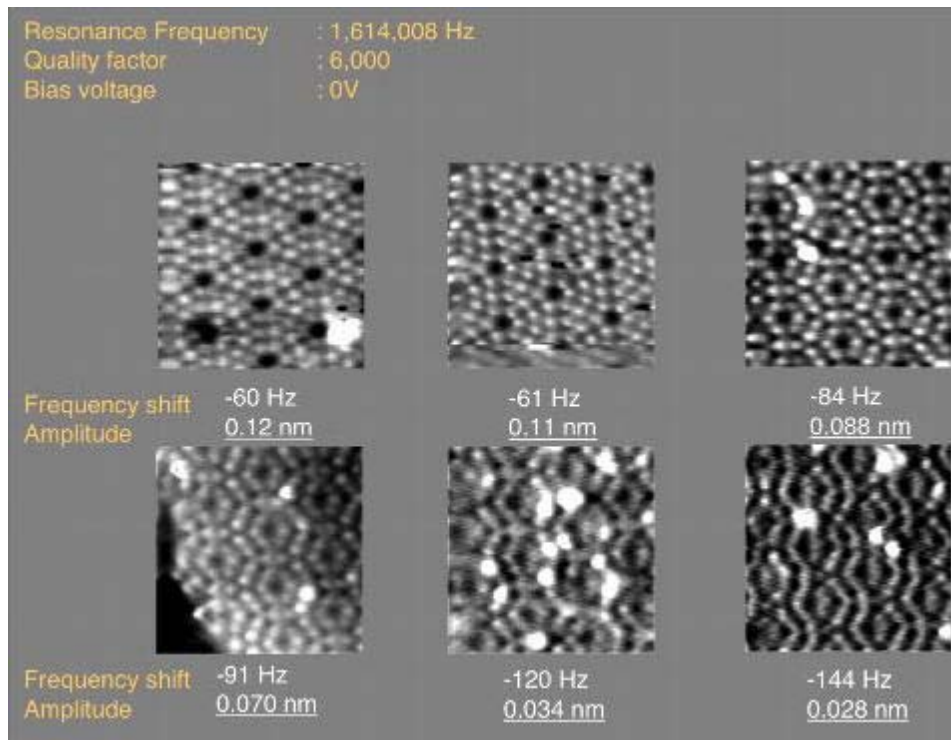 Resonance Frequency : 1,614,008 Hz
Quality factor : 6,000
Bias voltage : 0V
Frequency shift -60 Hz -61 Hz -84 Hz
Amplitude 0.12 nm 0.11 nm 0.088 nm
Frequency shift -91 Hz -120 Hz -144 Hz
Amplitude 0.070 nm 0.034 nm 0.028 nm